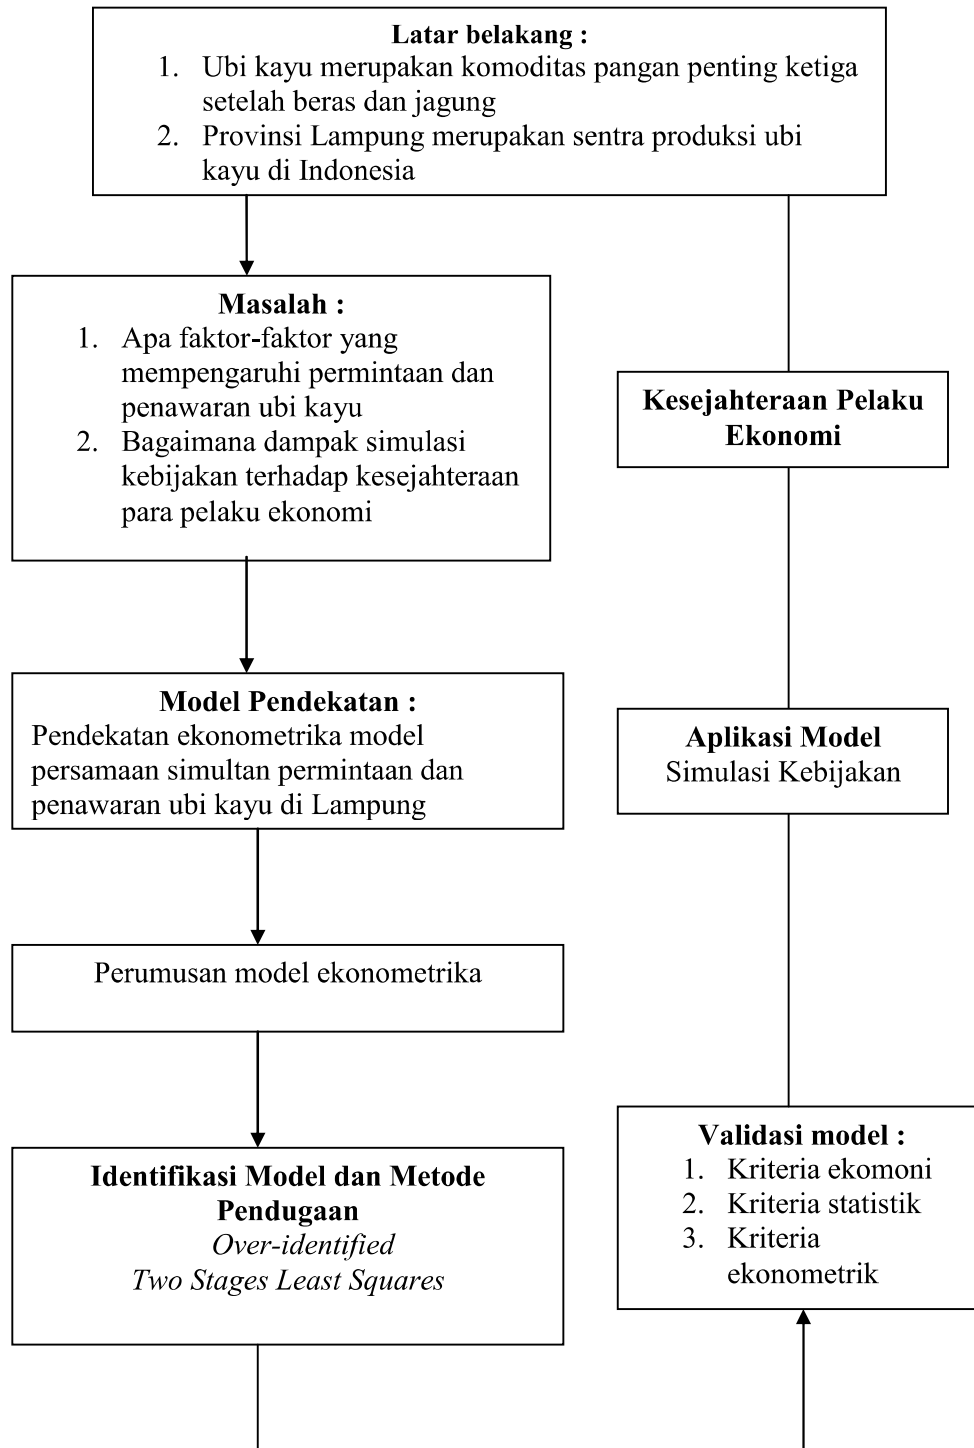 Latar belakang :
1. Ubi kayu merupakan komoditas pangan penting ketiga
setelah beras dan jagung
2. Provinsi Lampung merupakan sentra produksi ubi
kayu di Indonesia
Masalah :
1. Apa faktor-faktor yang
mempengaruhi permintaan dan
penawaran ubi kayu
2. Bagaimana dampak simulasi
kebijakan terhadap kesejahteraan
para pelaku ekonomi
Kesejahteraan Pelaku
Ekonomi
Model Pendekatan :
Pendekatan ekonometrika model
persamaan simultan permintaan dan
penawaran ubi kayu di Lampung
Aplikasi Model
Simulasi Kebijakan
Perumusan model ekonometrika
Identifikasi Model dan Metode
Pendugaan
Over-identified
Two Stages Least Squares
Validasi model :
1. Kriteria ekomoni
2. Kriteria statistik
3. Kriteria
ekonometrik